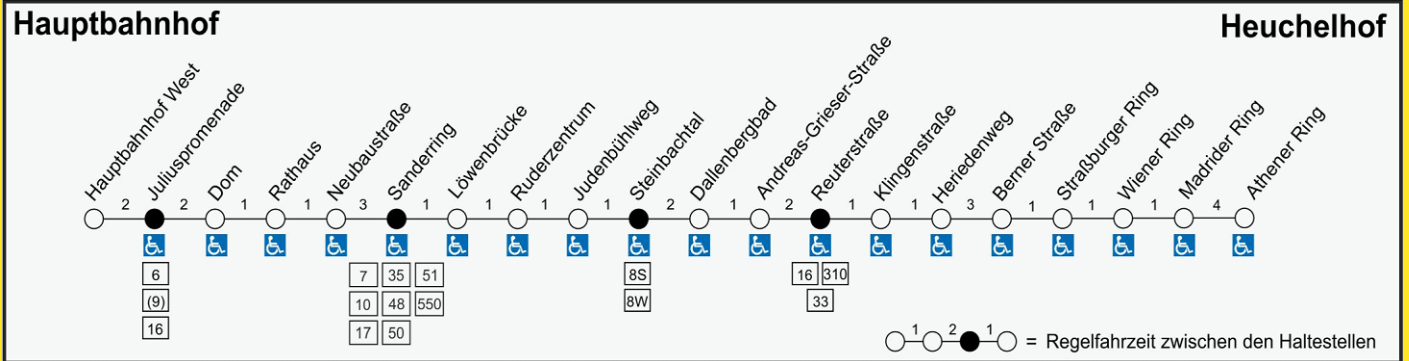 Hauptbahnhof
Heuchelhof
Hauptbahnhof West
Juliuspromenade
Dom
Rathaus
Neubaustraße
Sanderring
Löwenbrücke
Ruderzentrum
Judenbühlweg
Steinbachtal
Dallenbergbad
Andreas-Grieser-Straße
Reuterstraße
Klingenstraße
Heriedenweg
Berner Straße
Straßburger Ring
Wiener Ring
Madrider Ring
Athener Ring
2 2 1 1 3 1 1 1 1 2 1 2 1 1 3 1 1 1 4
6 7 35 51 8S 16 310
(9) 10 48 550 8W 33
16 17 50
1 2 1 = Regelfahrzeit zwischen den Haltestellen